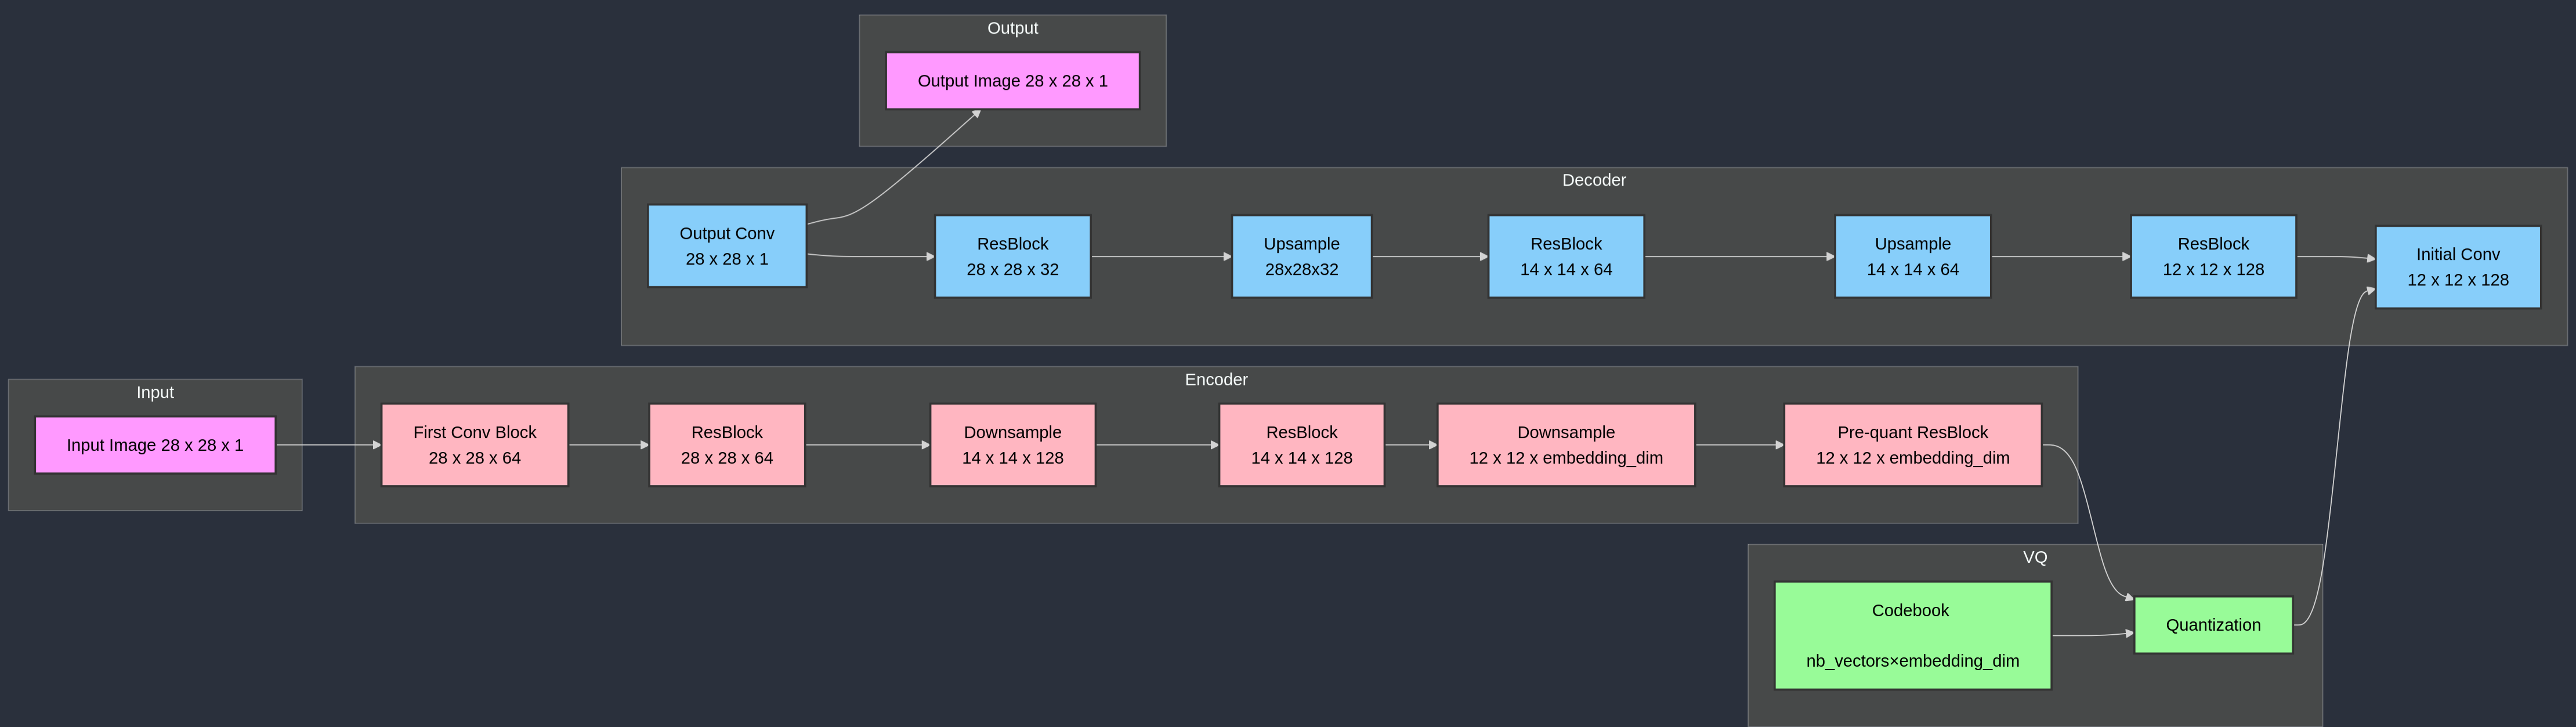 Output
Output Image 28 x 28 x 1
Decoder
Output Conv
28 x 28 x 1
ResBlock
28 x 28 x 32
Upsample
28x28x32
ResBlock
14 x 14 x 64
Upsample
14 x 14 x 64
ResBlock
12 x 12 x 128
Initial Conv
12 x 12 x 128
Input
Input Image 28 x 28 x 1
Encoder
First Conv Block
28 x 28 x 64
ResBlock
28 x 28 x 64
Downsample
14 x 14 x 128
ResBlock
14 x 14 x 128
Downsample
12 x 12 x embedding_dim
Pre-quant ResBlock
12 x 12 x embedding_dim
VQ
Codebook
nb_vectors×embedding_dim
Quantization